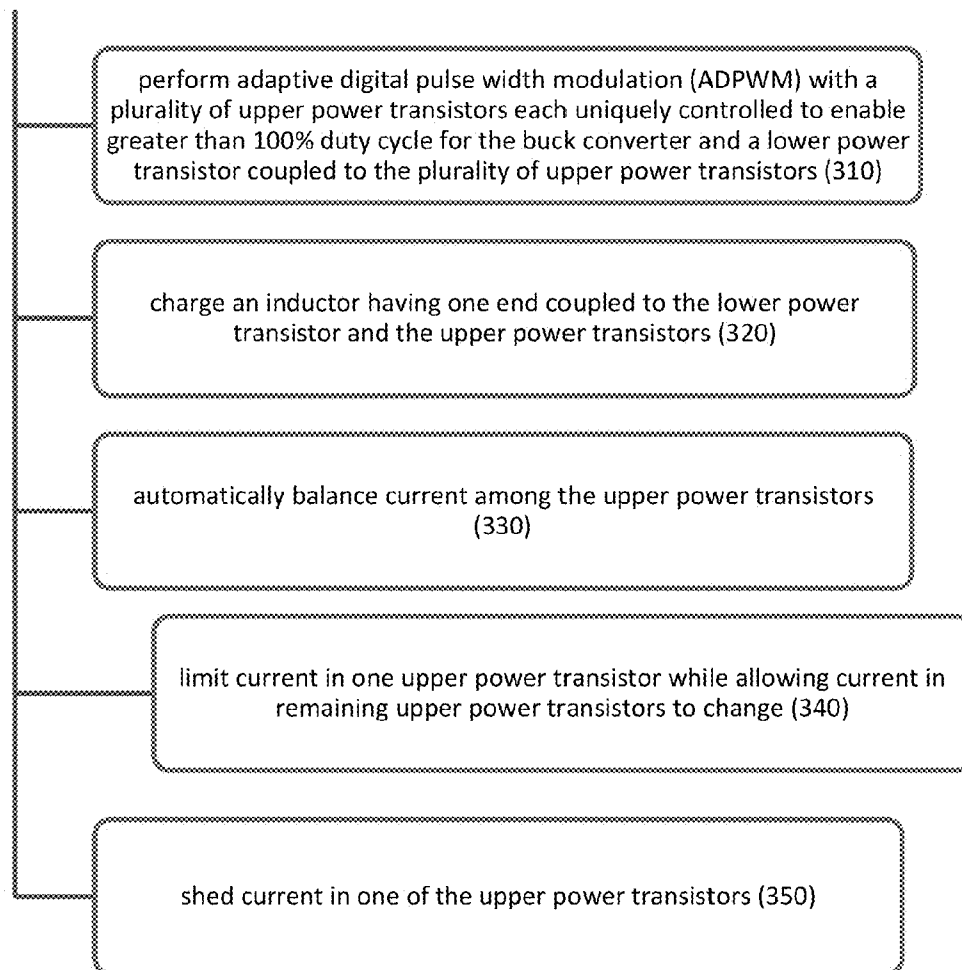 perform adaptive digital pulse width modulation (ADPWM) with a
plurality of upper power transistors each uniquely controlled to enable
greater than 100% duty cycle for the buck converter and a lower power
transistor coupled to the plurality of upper power transistors (310)
charge an inductor having one end coupled to the lower power
transistor and the upper power transistors (320)
automatically balance current among the upper power transistors
(330)
limit current in one upper power transistor while allowing current in
remaining upper power transistors to change (340)
shed current in one of the upper power transistors (350)